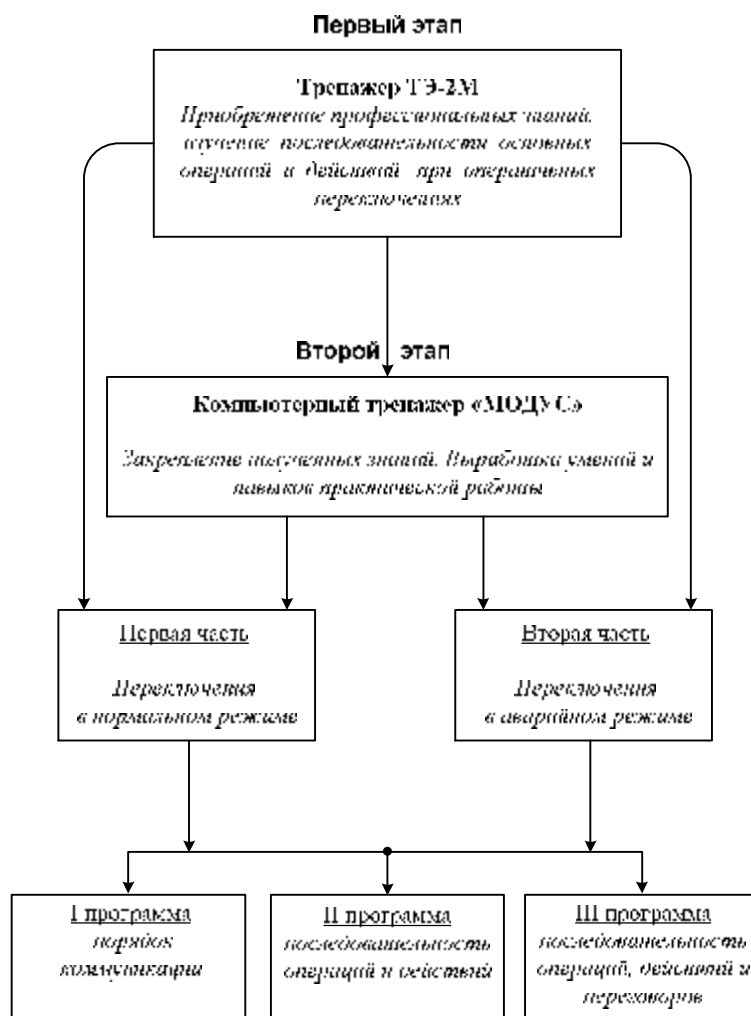 Первый этап
Тренажер ТЭ-2М
Приобретение профессиональных знаний,
изучение последовательности основных
операций и действий при оперативных
переключениях
Второй этап
Компьютерный тренажер «МОДУС»
Закрепление полученных знаний. Выработка умений и
навыков практической работы
Первая часть
Переключения
в нормальном режиме
Вторая часть
Переключения
в аварийном режиме
I программа
порядок
коммуникации
II программа
последовательность
операций и действий
III программа
последовательность
операций, действий и
переговоров